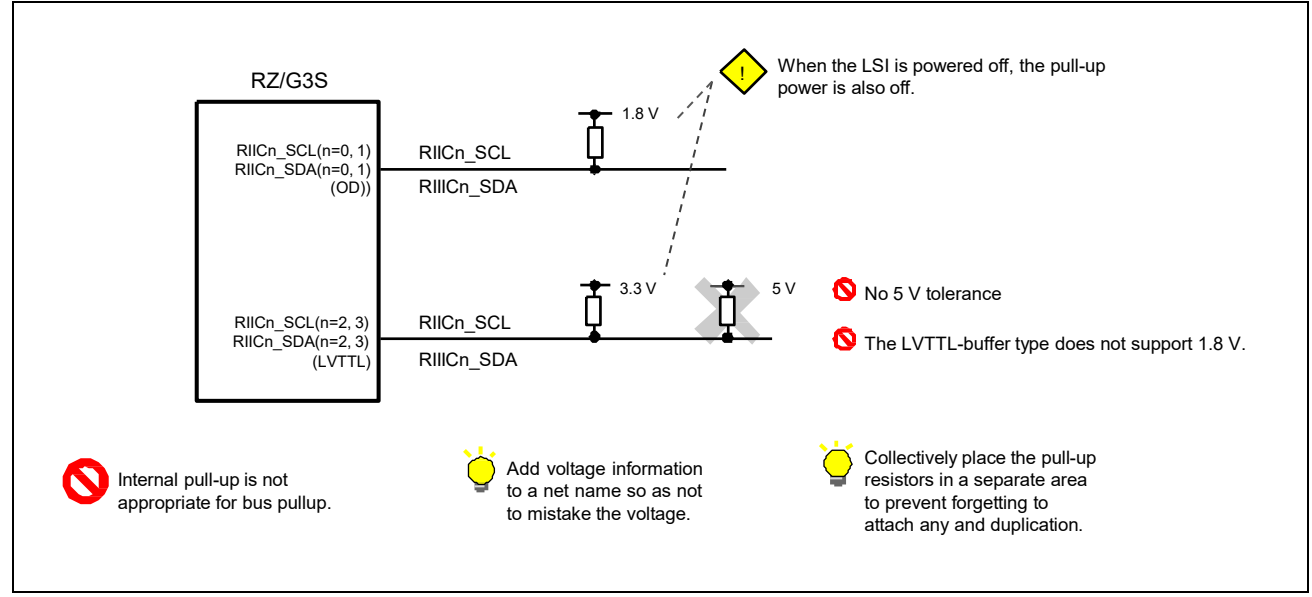 RZ/G3S
!
When the LSI is powered off, the pull-up
power is also off.
1.8 V
RIICn_SCL(n=0, 1)
RIICn_SDA(n=0, 1)
(OD))
RIICn_SCL
RIIICn_SDA
3.3 V
5 V
No 5 V tolerance
RIICn_SCL(n=2, 3)
RIICn_SDA(n=2, 3)
(LVTTL)
RIICn_SCL
RIIICn_SDA
The LVTTL-buffer type does not support 1.8 V.
Internal pull-up is not
appropriate for bus pullup.
Add voltage information
to a net name so as not
to mistake the voltage.
Collectively place the pull-up
resistors in a separate area
to prevent forgetting to
attach any and duplication.